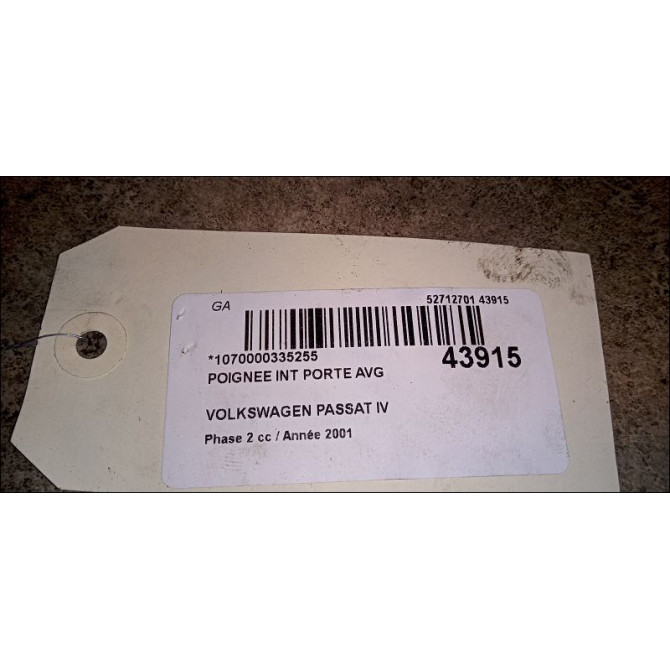 GA 52712701 43915
*1070000335255 43915
POIGNEE INT PORTE AVG
VOLKSWAGEN PASSAT IV
Phase 2 cc / Année 2001